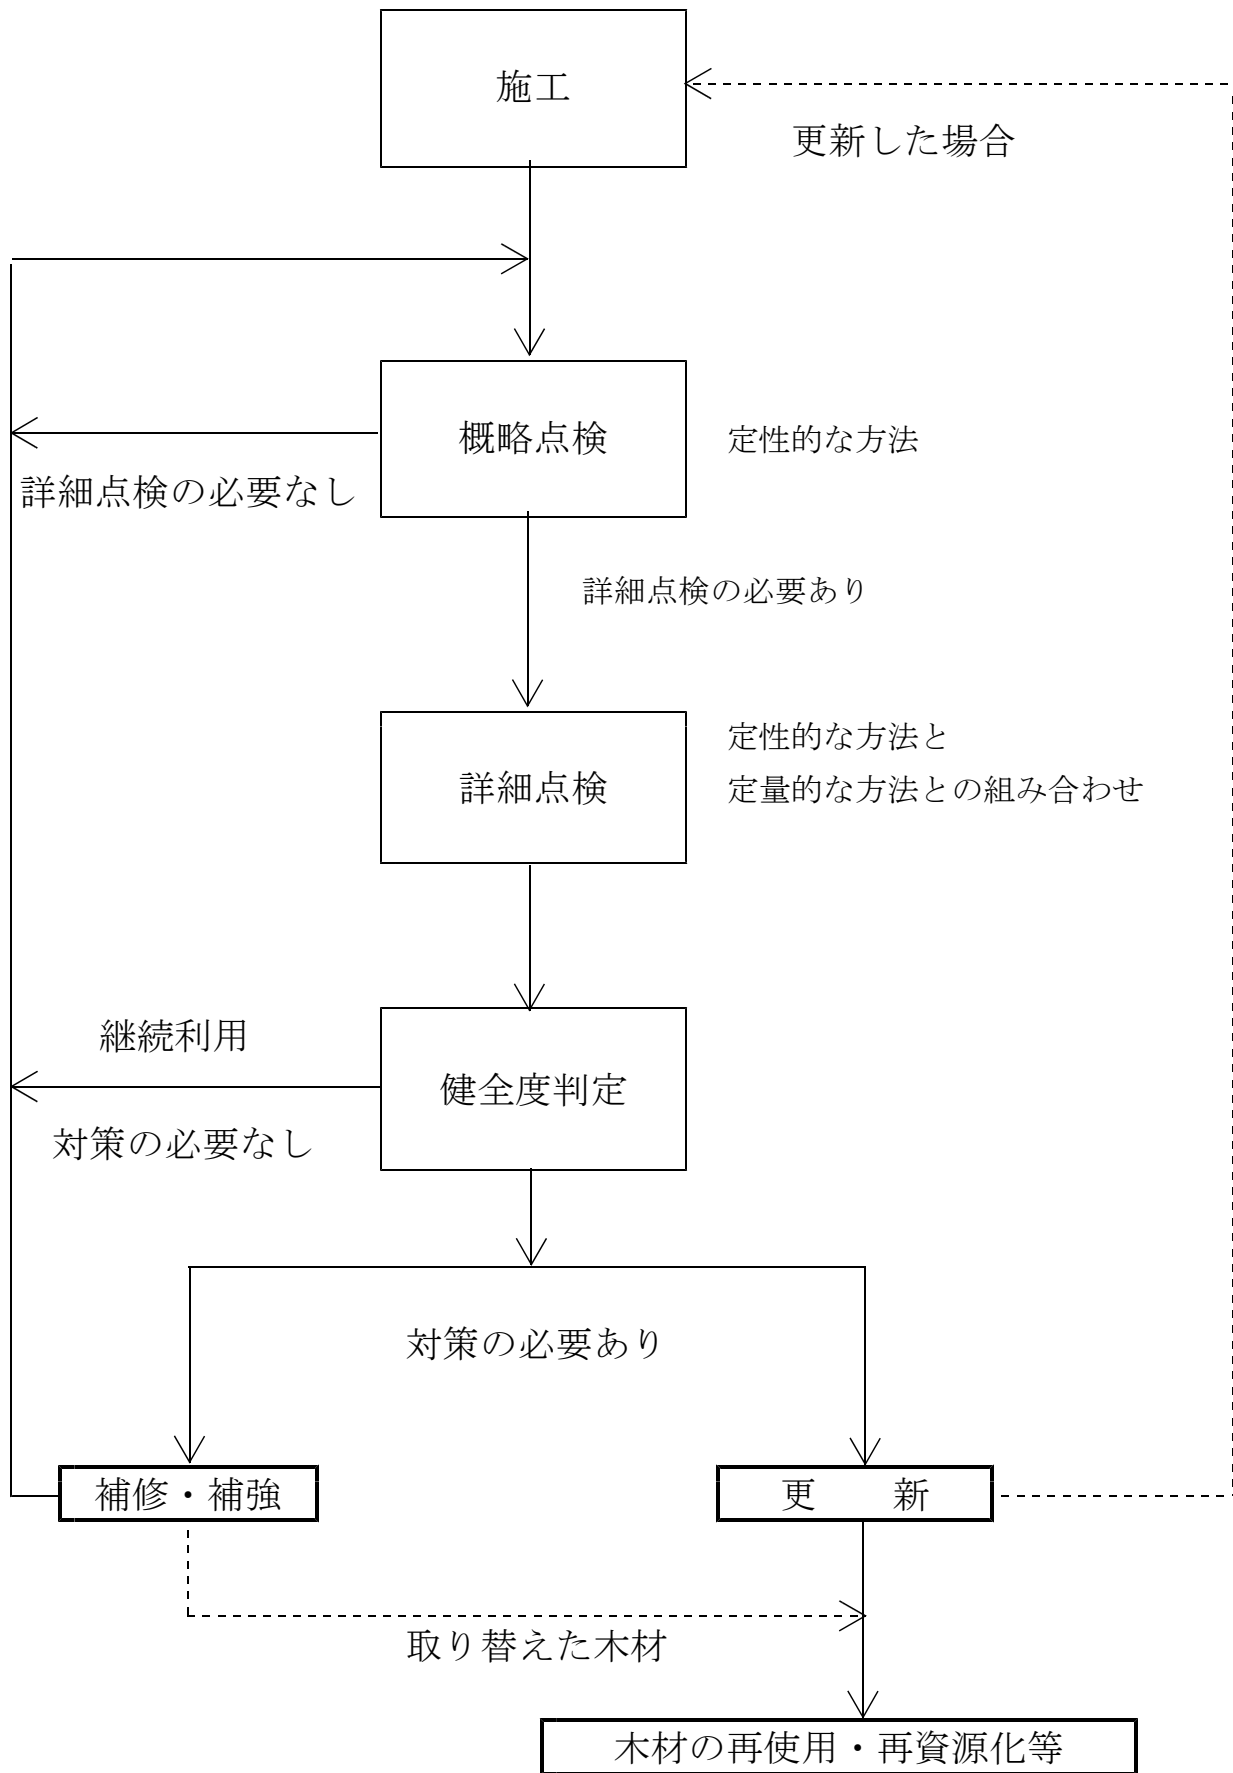 施工
更新した場合
概略点検
定性的な方法
詳細点検の必要なし
詳細点検の必要あり
定性的な方法と
詳細点検
定量的な方法との組み合わせ
継続利用
健全度判定
対策の必要なし
対策の必要あり
補修・補強
更　　新
取り替えた木材
木材の再使用・再資源化等